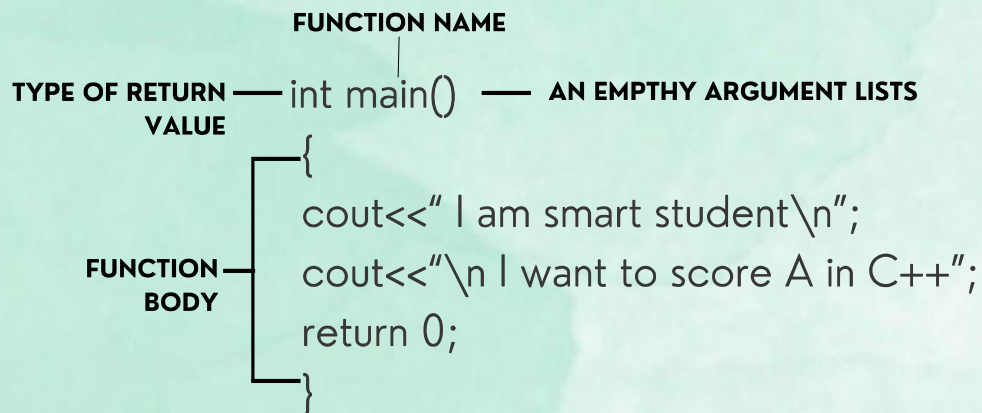 FUNCTION NAME
TYPE OF RETURN
VALUE
int main()
AN EMPTHY ARGUMENT LISTS
{
cout<<“ I am smart student\n”;
cout<<“\n I want to score A in C++”;
return 0;
}
FUNCTION
BODY